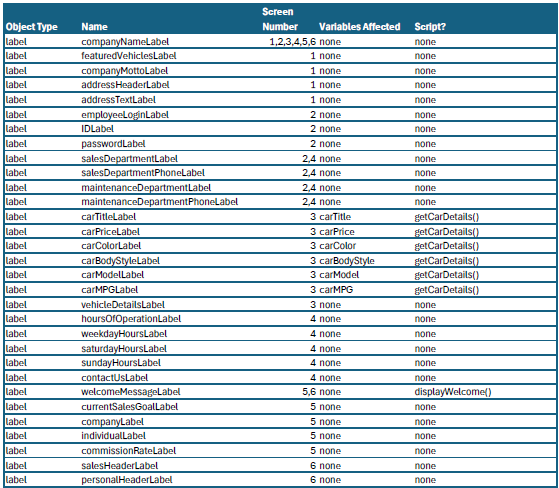 Object Type Name Screen Number Variables Affected Script?
label companyNameLabel 1,2,3,4,5,6 none none
label featuredVehiclesLabel 1 none none
label companyMottoLabel 1 none none
label addressHeaderLabel 1 none none
label addressTextLabel 1 none none
label employeeLoginLabel 2 none none
label IDLabel 2 none none
label passwordLabel 2 none none
label salesDepartmentLabel 2,4 none none
label salesDepartmentPhoneLabel 2,4 none none
label maintenanceDepartmentLabel 2,4 none none
label maintenanceDepartmentPhoneLabel 2,4 none none
label carTitleLabel 3 carTitle getCarDetails()
label carPriceLabel 3 carPrice getCarDetails()
label carColorLabel 3 carColor getCarDetails()
label carBodyStyleLabel 3 carBodyStyle getCarDetails()
label carModelLabel 3 carModel getCarDetails()
label carMPGLabel 3 carMPG getCarDetails()
label vehicleDetailsLabel 3 none none
label hoursOfOperationLabel 4 none none
label weekdayHoursLabel 4 none none
label saturdayHoursLabel 4 none none
label sundayHoursLabel 4 none none
label contactUsLabel 4 none none
label welcomeMessageLabel 5,6 none displayWelcome()
label currentSalesGoalLabel 5 none none
label companyLabel 5 none none
label individualLabel 5 none none
label commissionRateLabel 5 none none
label salesHeaderLabel 6 none none
label personalHeaderLabel 6 none none